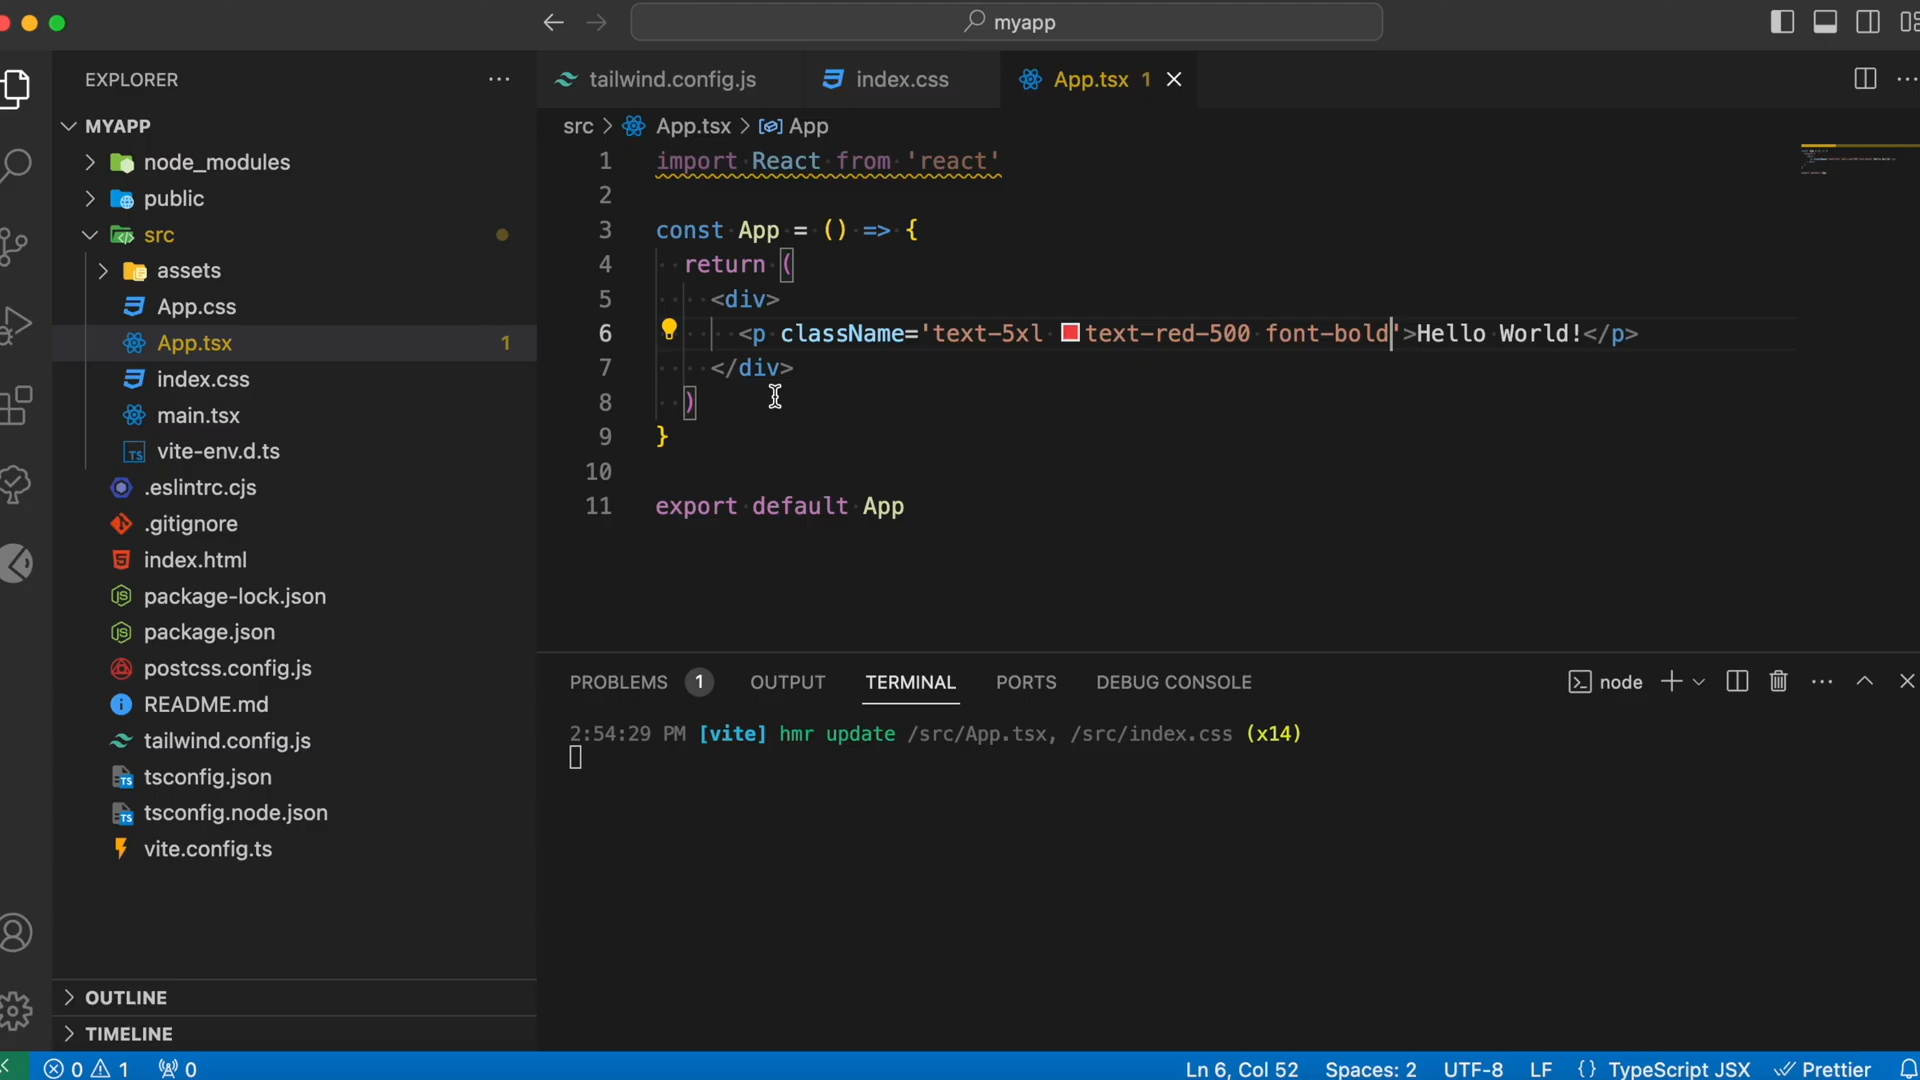 myapp
EXPLORER
MYAPP
node_modules
public
src
assets
App.css
App.tsx 1
index.css
main.tsx
vite-env.d.ts
.eslintrc.cjs
.gitignore
index.html
package-lock.json
package.json
postcss.config.js
README.md
tailwind.config.js
tsconfig.json
tsconfig.node.json
vite.config.ts
OUTLINE
TIMELINE
tailwind.config.js index.css App.tsx 1
src > App.tsx > App
1 import React from 'react'
2
3 const App = () => {
4 return (
5 <div>
6 <p className='text-5xl text-red-500 font-bold'>Hello World!</p>
7 </div>
8 )
9 }
10
11 export default App
PROBLEMS 1 OUTPUT TERMINAL PORTS DEBUG CONSOLE node
2:54:29 PM [vite] hmr update /src/App.tsx, /src/index.css (x14)
0 1 0 Ln 6, Col 52 Spaces: 2 UTF-8 LF {} TypeScript JSX Prettier